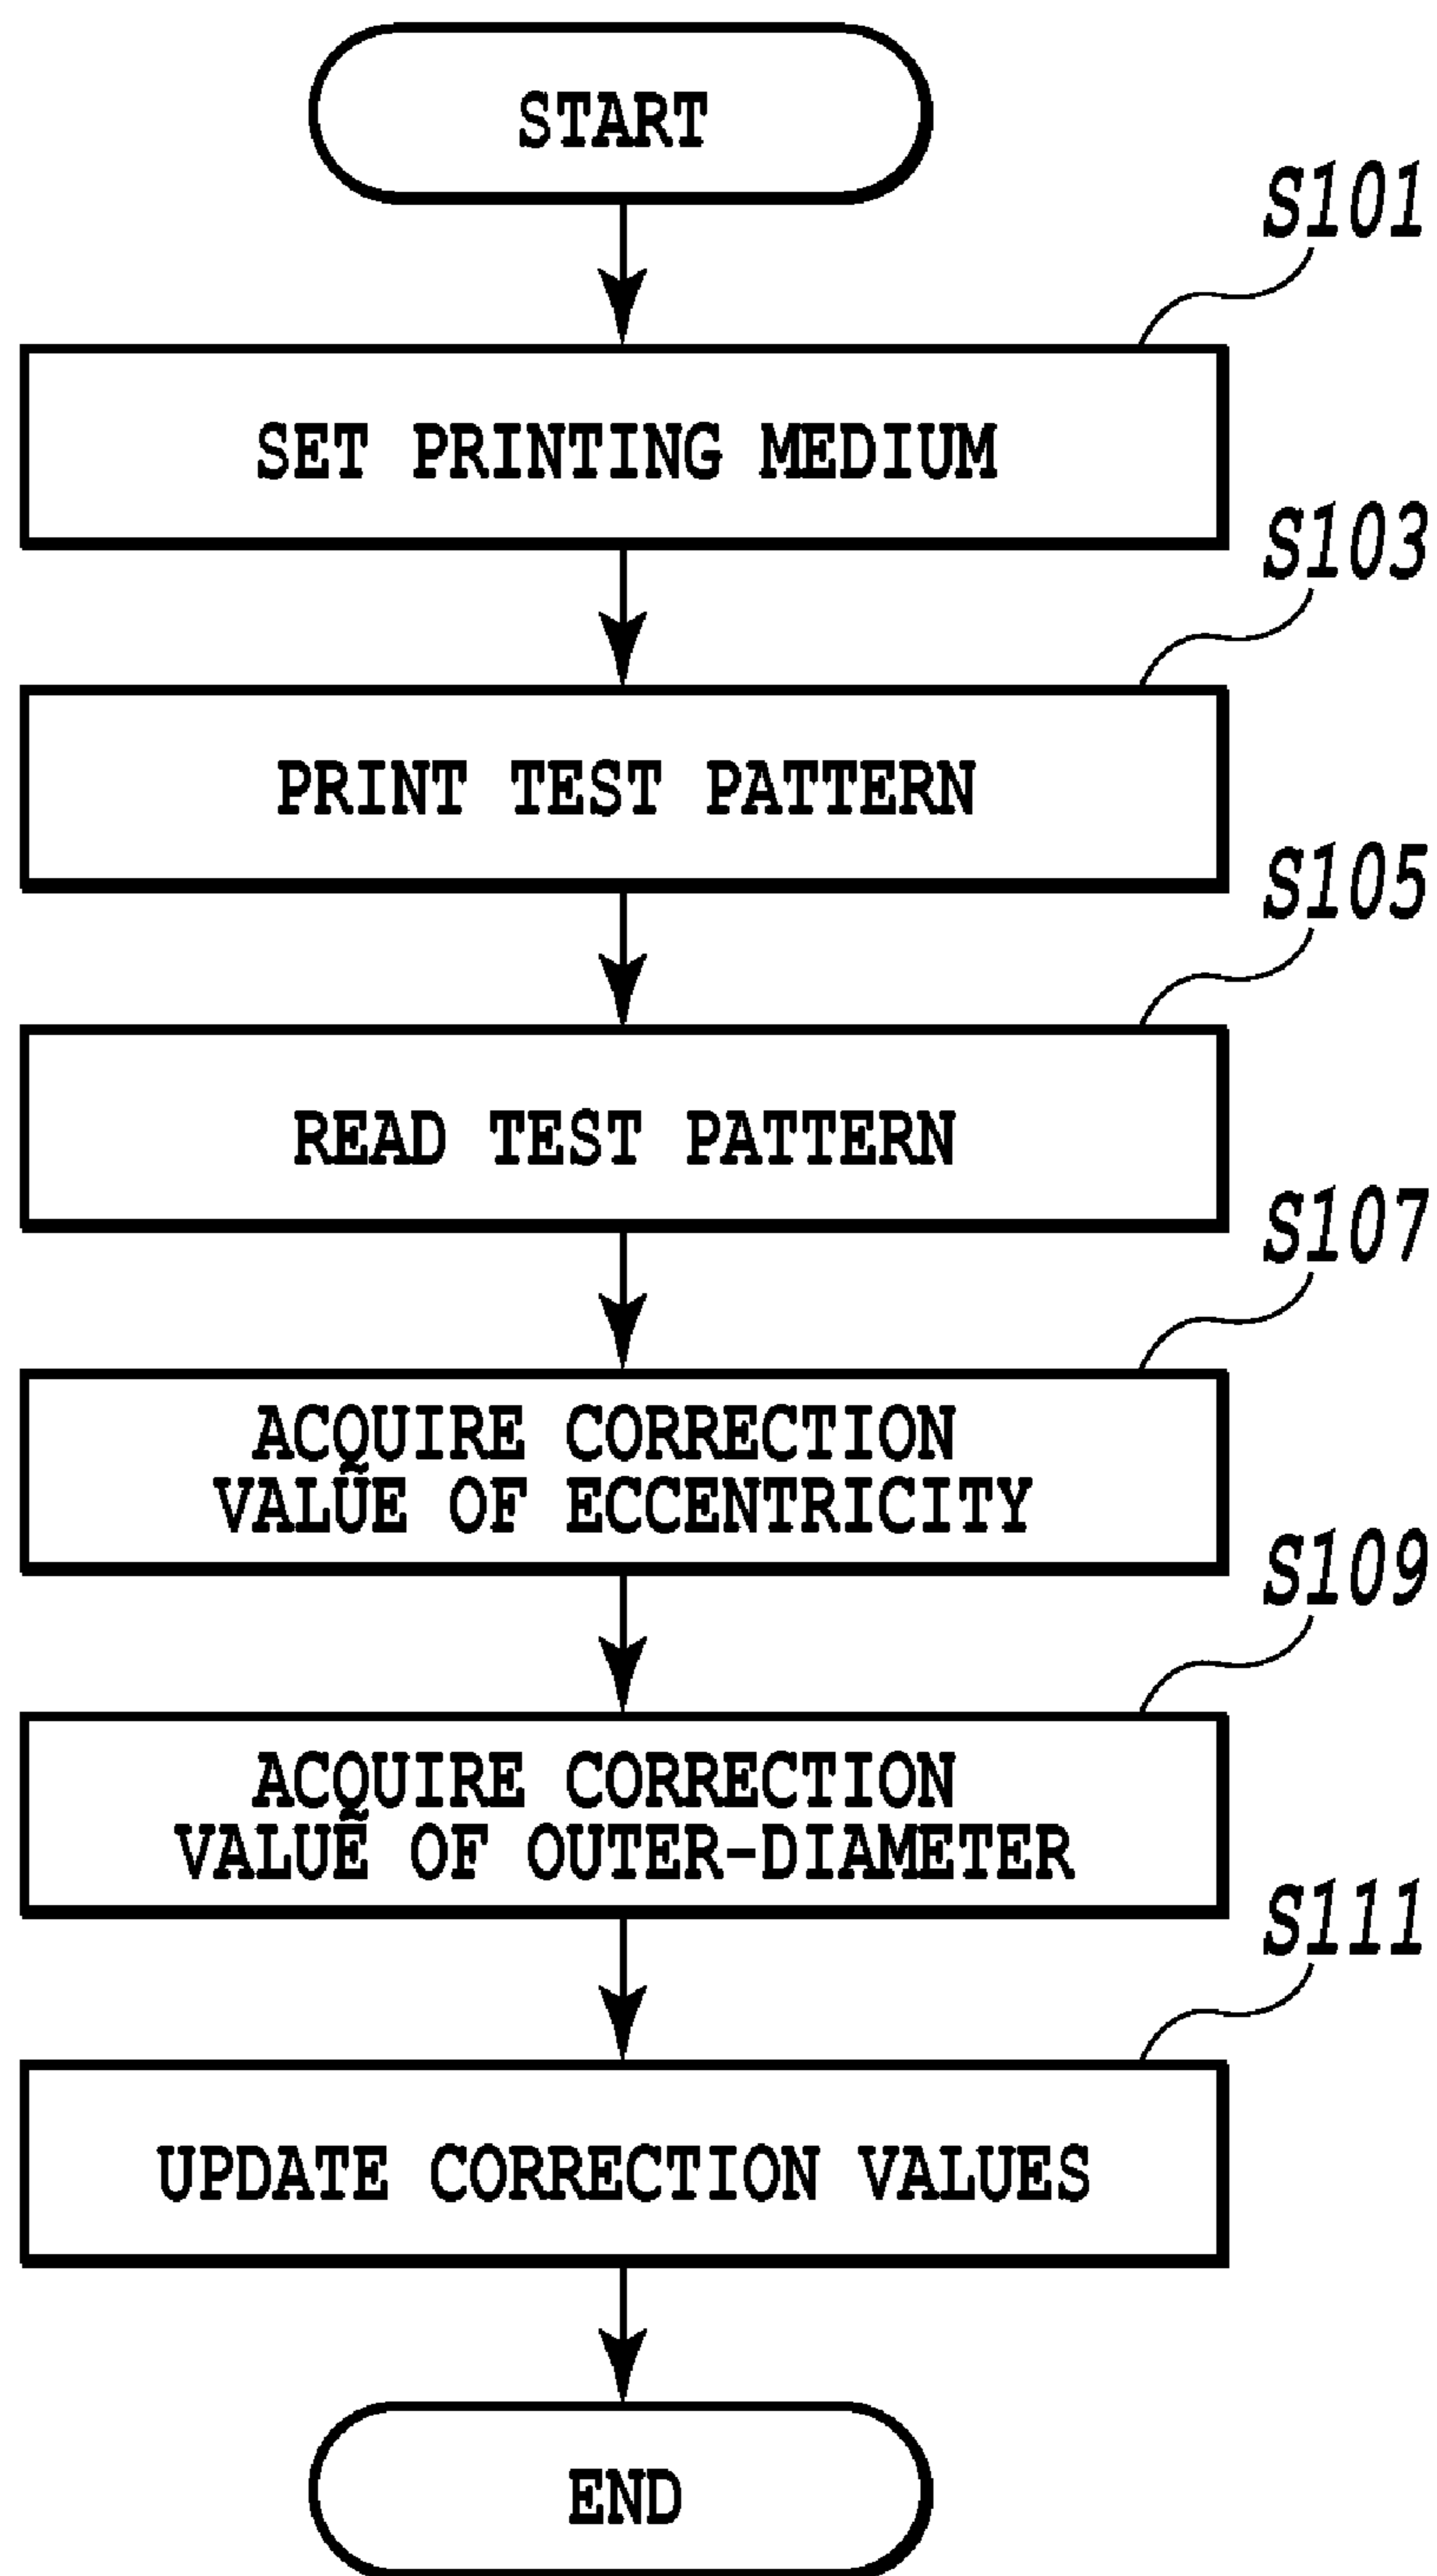 START
S101
SET PRINTING MEDIUM
S103
PRINT TEST PATTERN
S105
READ TEST PATTERN
S107
ACQUIRE CORRECTION
VALUE OF ECCENTRICITY
S109
ACQUIRE CORRECTION
VALUE OF OUTER-DIAMETER
S111
UPDATE CORRECTION VALUES
END